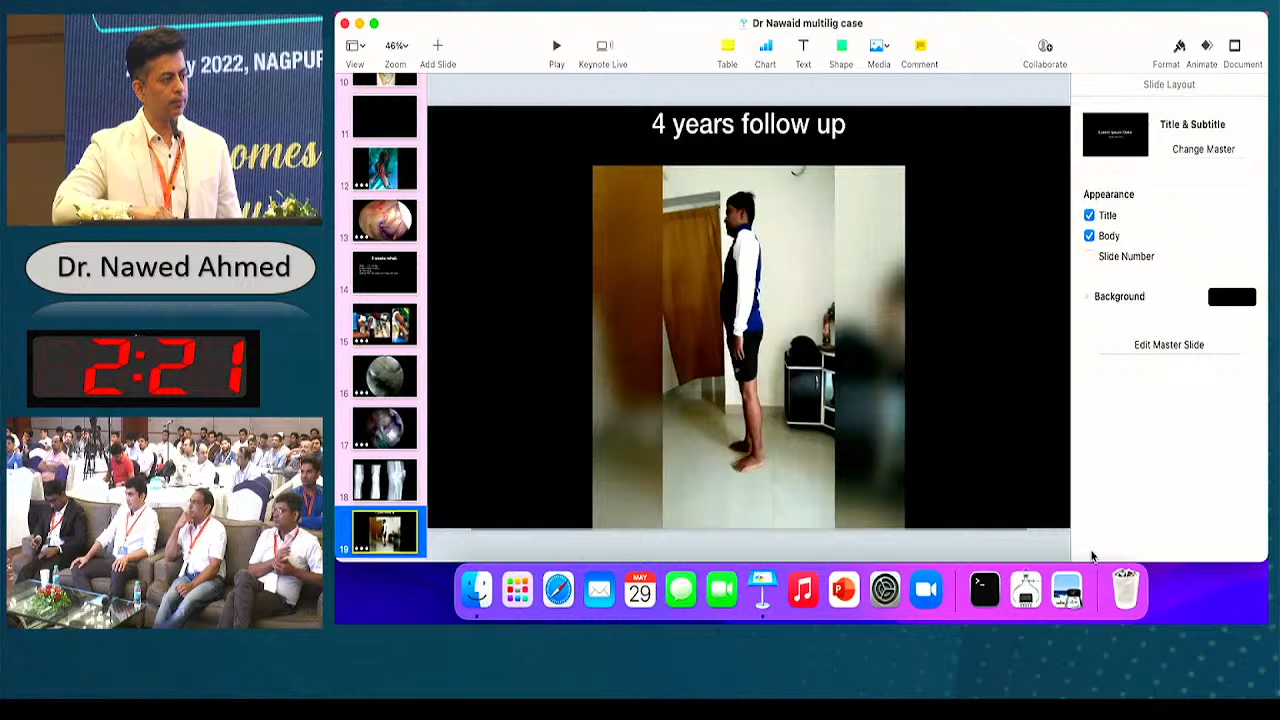 y 2022, NAGPUR
omes
Dr. Nawed Ahmed
2:21
Dr Nawaid multilig case
View
46%
Zoom
Add Slide
Play
Keynote Live
Table
Chart
Text
Shape
Media
Comment
Collaborate
Format
Animate
Document
10
11
12
13
14
15
16
17
18
19
4 years follow up
Slide Layout
Title & Subtitle
Change Master
Appearance
Title
Body
Slide Number
Background
Edit Master Slide
MAY
29